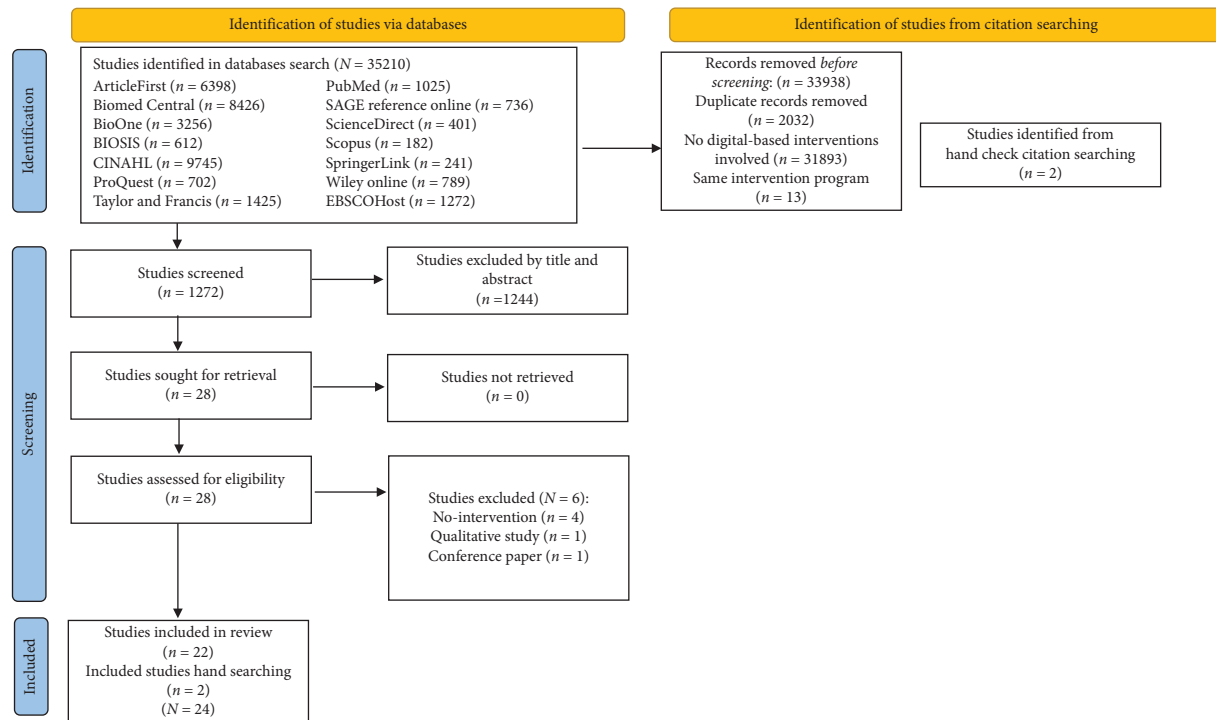 Identification of studies via databases
Identification of studies from citation searching
Identification
Studies identified in databases search (N = 35210)
ArticleFirst (n = 6398)
Biomed Central (n = 8426)
BioOne (n = 3256)
BIOSIS (n = 612)
CINAHL (n = 9745)
ProQuest (n = 702)
Taylor and Francis (n = 1425)
PubMed (n = 1025)
SAGE reference online (n = 736)
ScienceDirect (n = 401)
Scopus (n = 182)
SpringerLink (n = 241)
Wiley online (n = 789)
EBSCOHost (n = 1272)
Records removed before
screening: (n = 33938)
Duplicate records removed
(n = 2032)
No digital-based interventions
involved (n = 31893)
Same intervention program
(n = 13)
Studies identified from
hand check citation searching
(n = 2)
Screening
Studies screened
(n = 1272)
Studies excluded by title and
abstract
(n =1244)
Studies sought for retrieval
(n = 28)
Studies not retrieved
(n = 0)
Studies assessed for eligibility
(n = 28)
Studies excluded (N = 6):
No-intervention (n = 4)
Qualitative study (n = 1)
Conference paper (n = 1)
Included
Studies included in review
(n = 22)
Included studies hand searching
(n = 2)
(N = 24)